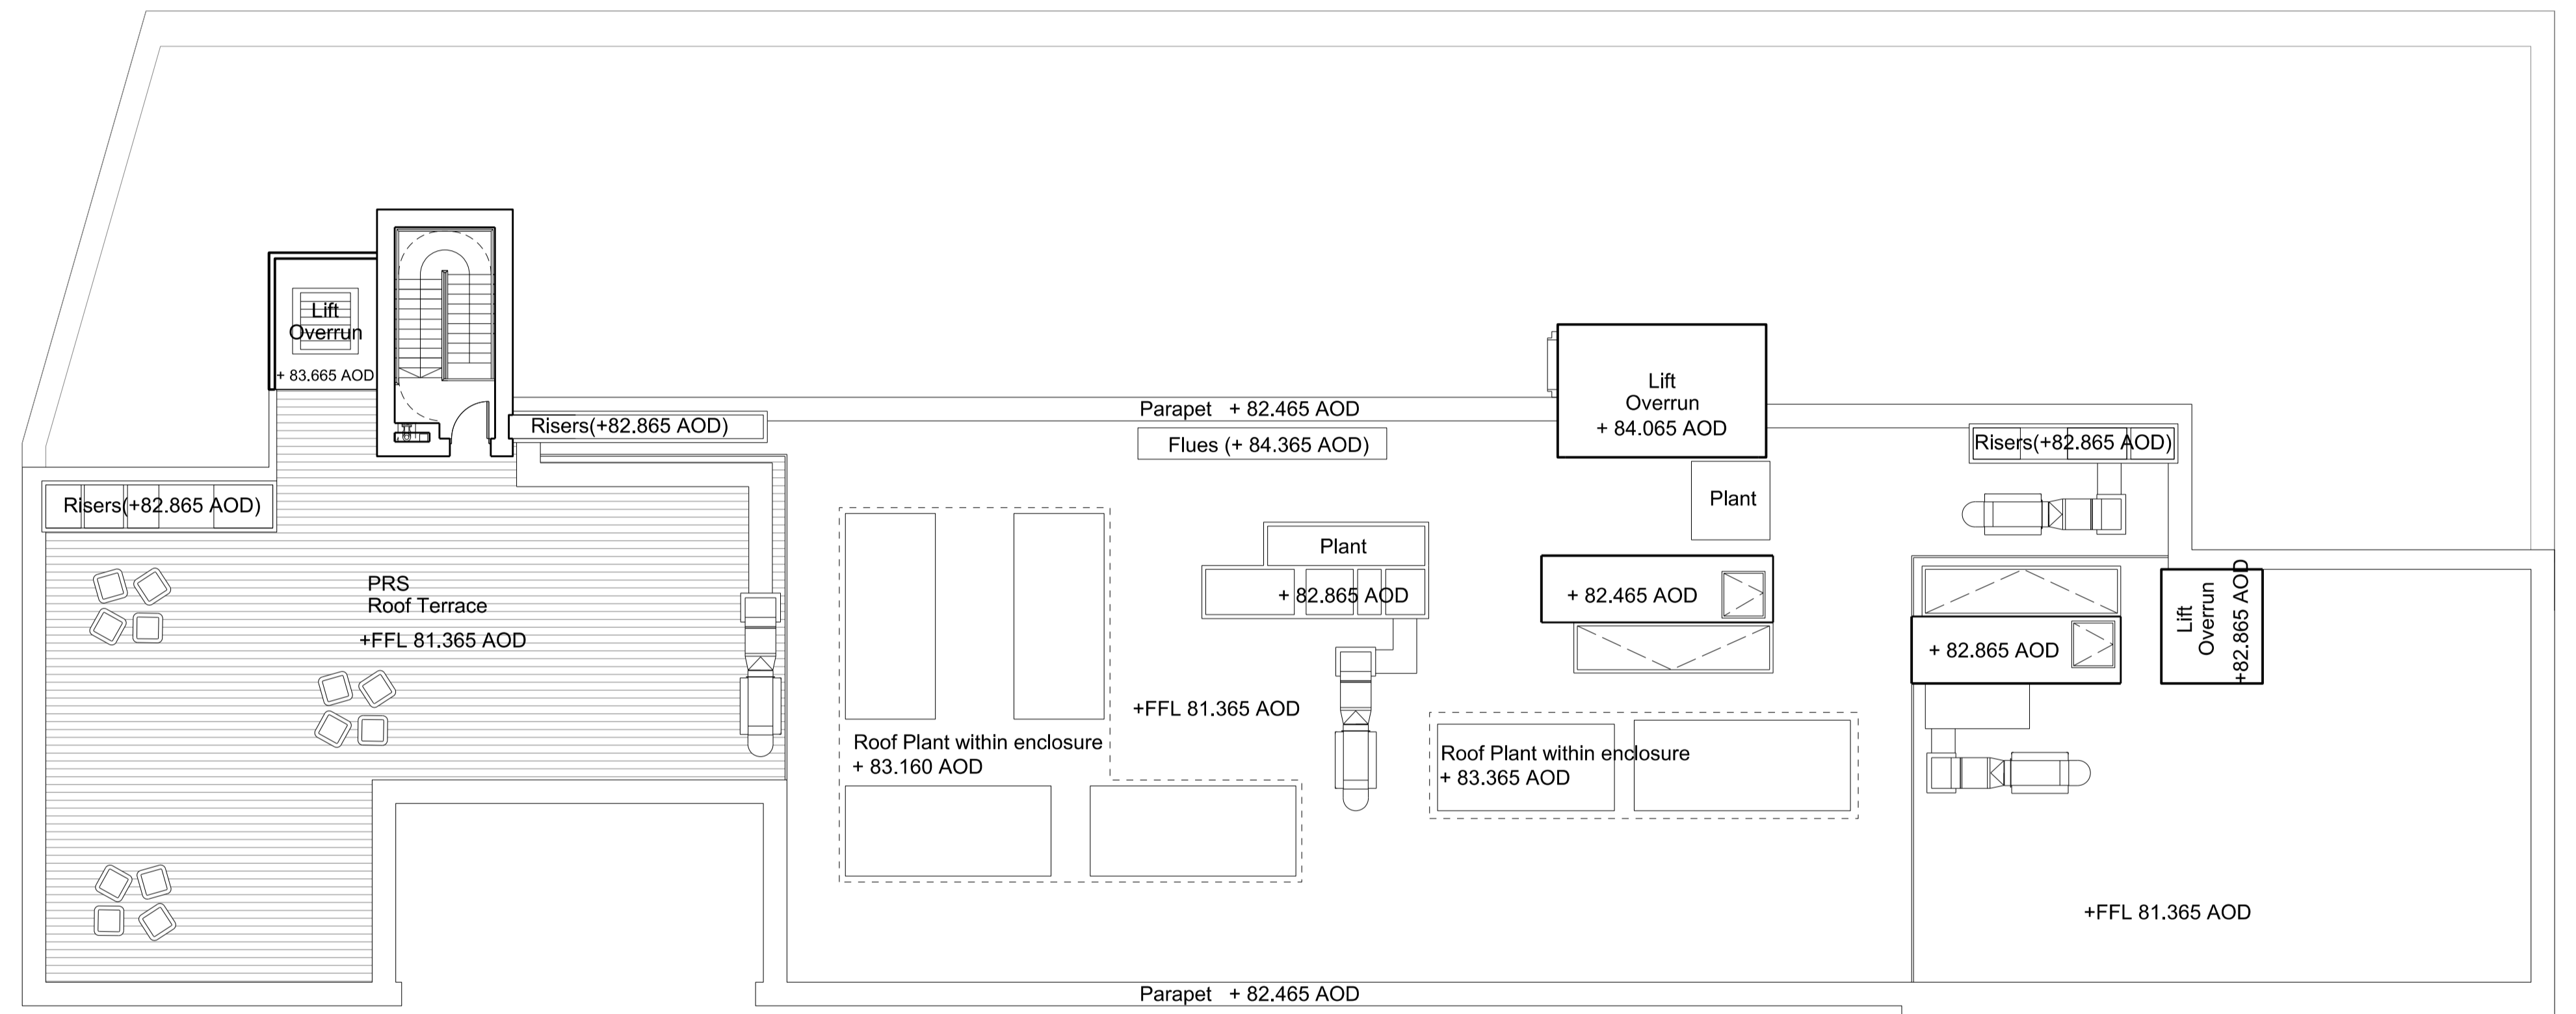 Lift
Overrun
+ 83.665 AOD
Lift
Overrun
+ 84.065 AOD
Parapet + 82.465 AOD
Risers(+82.865 AOD)
Flues (+ 84.365 AOD)
Risers(+82.865 AOD)
Risers(+82.865 AOD)
Plant
Plant
+ 82.865 AOD
+ 82.465 AOD
PRS
Roof Terrace
+FFL 81.365 AOD
+ 82.865 AOD
Lift
Overrun
+82.865 AOD
+FFL 81.365 AOD
Roof Plant within enclosure
+ 83.160 AOD
Roof Plant within enclosure
+ 83.365 AOD
+FFL 81.365 AOD
Parapet + 82.465 AOD